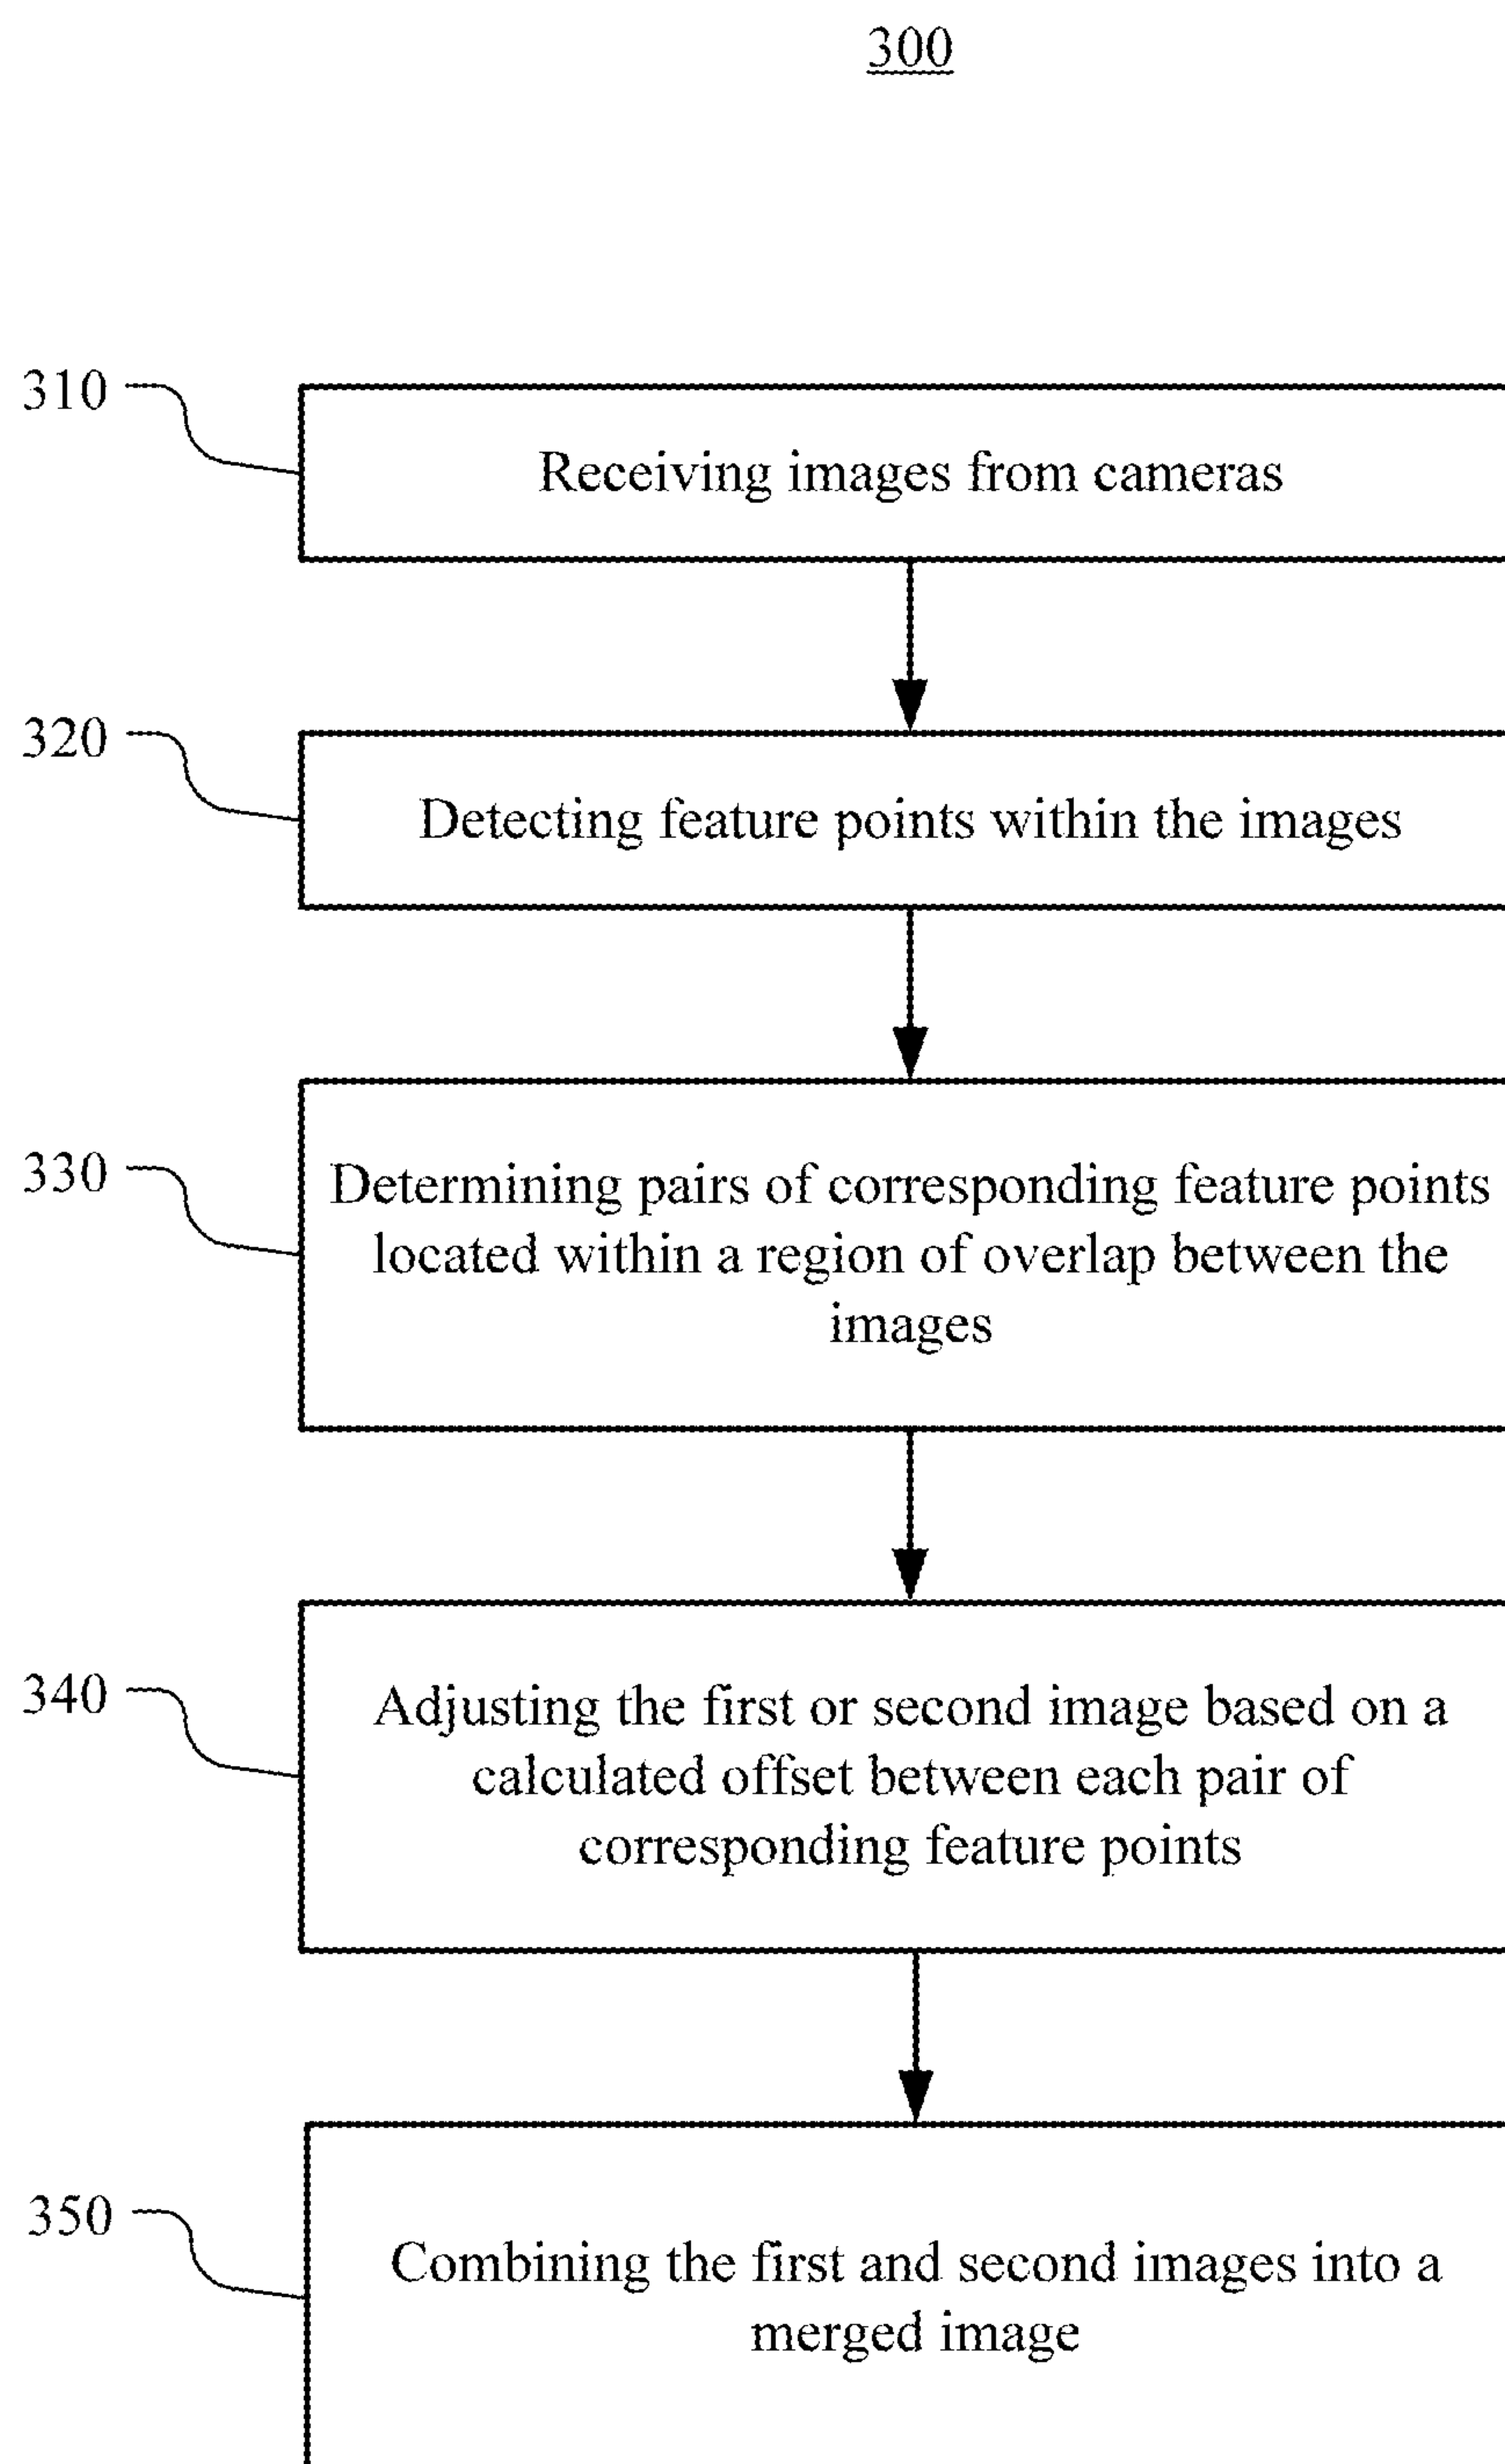 300
310
Receiving images from cameras
320
Detecting feature points within the images
330
Determining pairs of corresponding feature points
located within a region of overlap between the
images
340
Adjusting the first or second image based on a
calculated offset between each pair of
corresponding feature points
350
Combining the first and second images into a
merged image